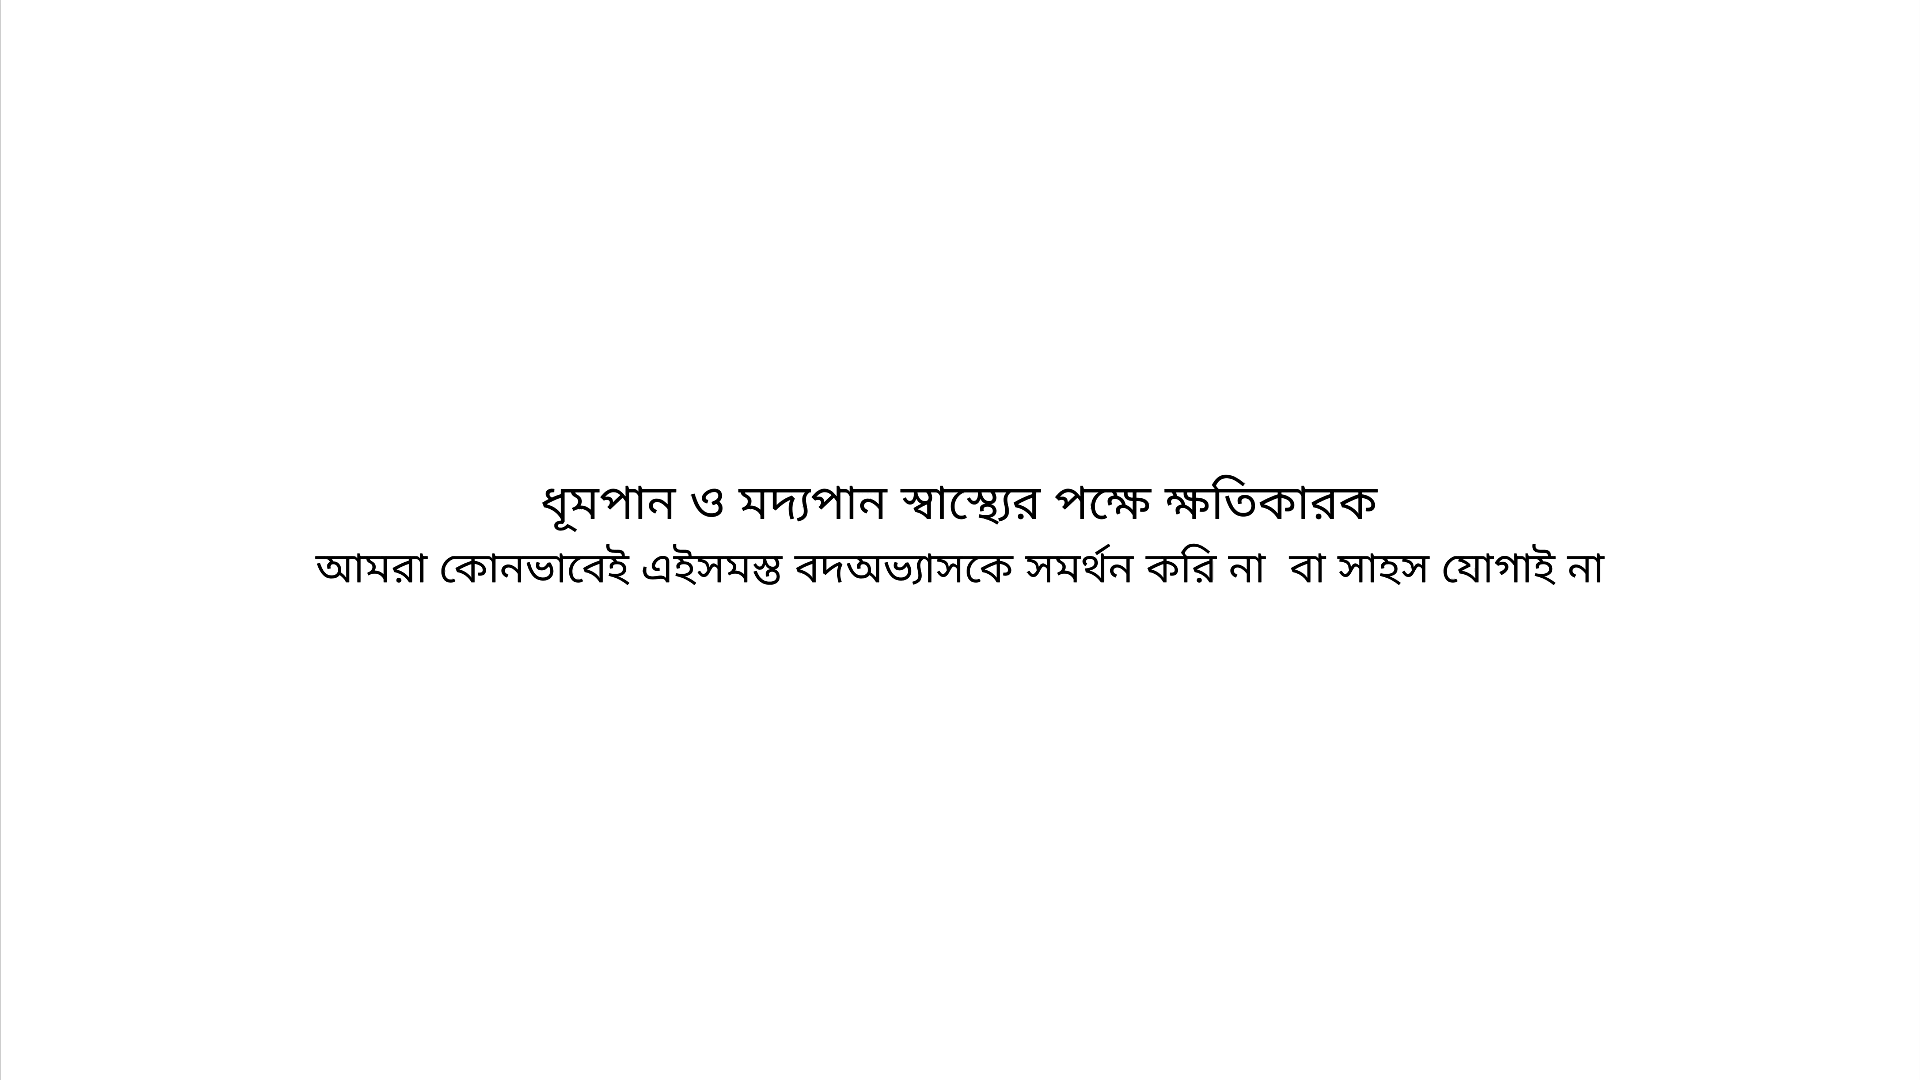 ধূমপান ও মদ্যপান স্বাস্থ্যের পক্ষে ক্ষতিকারক
আমরা কোনভাবেই এইসমস্ত বদঅভ্যাসকে সমর্থন করি না  বা সাহস যোগাই না